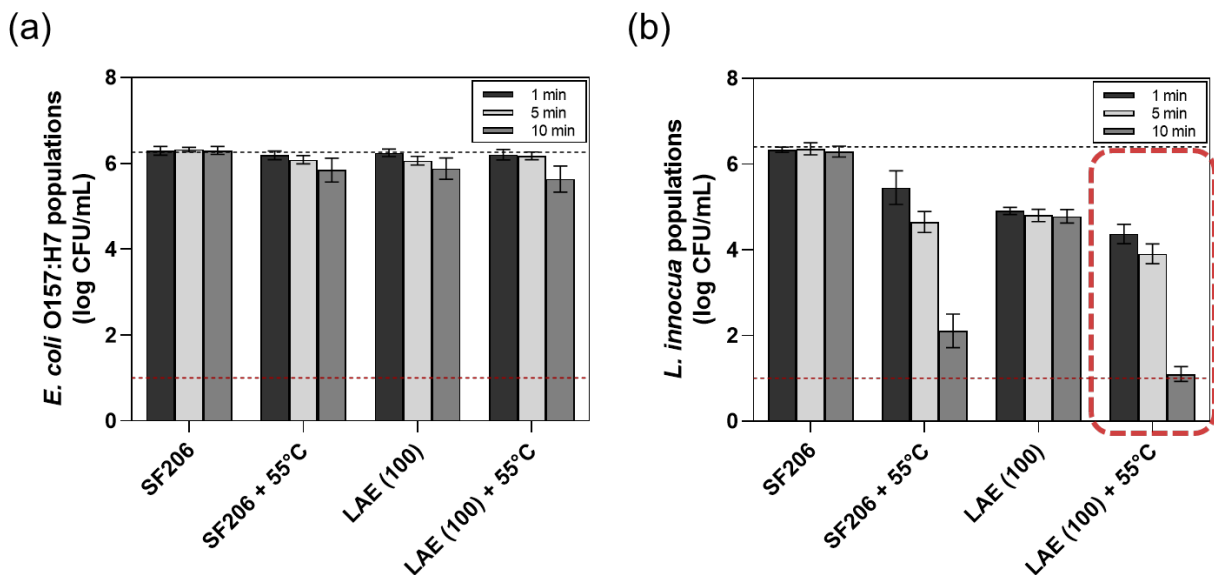 (a)
E. coli O157:H7 populations
(log CFU/mL)
8
6
4
2
0
1 min
5 min
10 min
SF206
SF206 + 55°C
LAE (100)
LAE (100) + 55°C
(b)
L. innocua populations
(log CFU/mL)
8
6
4
2
0
1 min
5 min
10 min
SF206
SF206 + 55°C
LAE (100)
LAE (100) + 55°C